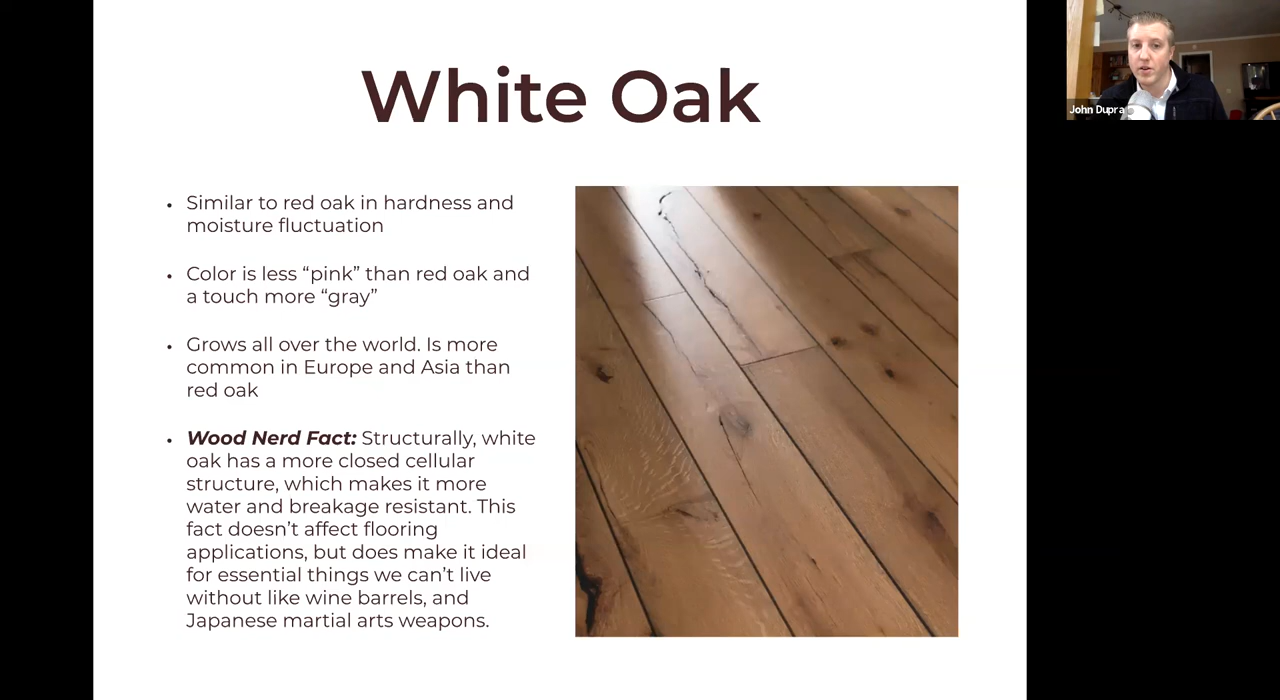 White Oak
• Similar to red oak in hardness and
moisture fluctuation
• Color is less “pink” than red oak and
a touch more “gray”
• Grows all over the world. Is more
common in Europe and Asia than
red oak
• Wood Nerd Fact: Structurally, white
oak has a more closed cellular
structure, which makes it more
water and breakage resistant. This
fact doesn’t affect flooring
applications, but does make it ideal
for essential things we can’t live
without like wine barrels, and
Japanese martial arts weapons.
John